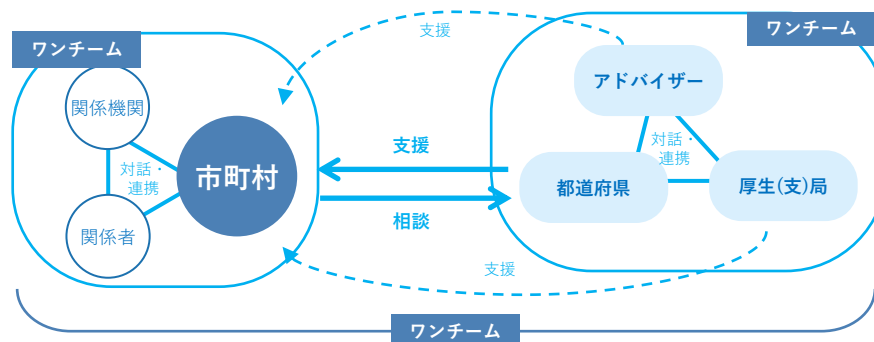 ワンチーム
関係機関
対話・
連携
市町村
関係者
支援
支援
相談
支援
ワンチーム
アドバイザー
対話・
連携
都道府県
厚生(支)局
ワンチーム